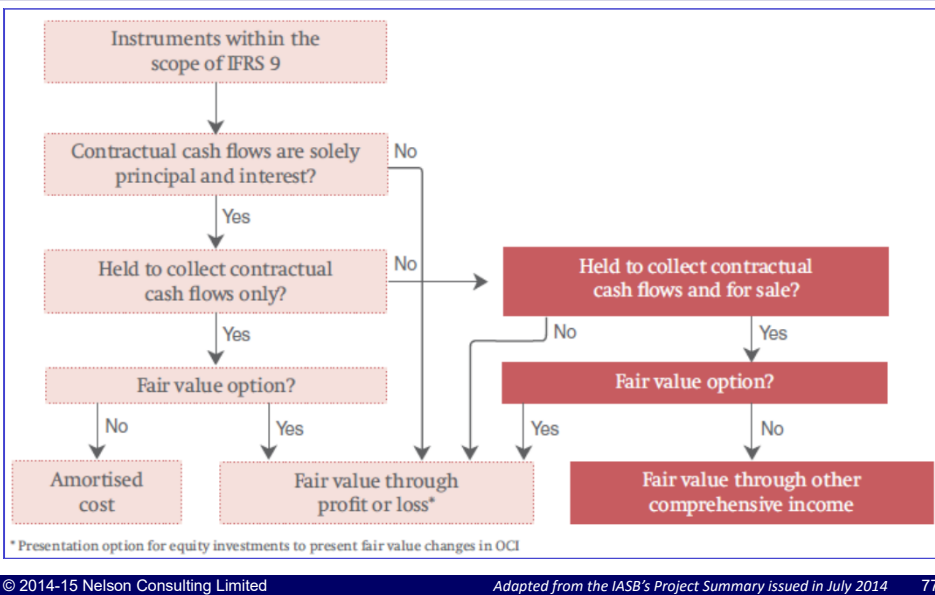 Instruments within the
scope of IFRS 9
Contractual cash flows are solely
principal and interest?
No
Yes
Held to collect contractual
cash flows only?
No
Held to collect contractual
cash flows and for sale?
Yes
No
Yes
Fair value option?
Fair value option?
No
Yes
Yes
No
Amortised
cost
Fair value through
profit or loss*
Fair value through other
comprehensive income
* Presentation option for equity investments to present fair value changes in OCI
© 2014-15 Nelson Consulting Limited
Adapted from the IASB's Project Summary issued in July 2014
77